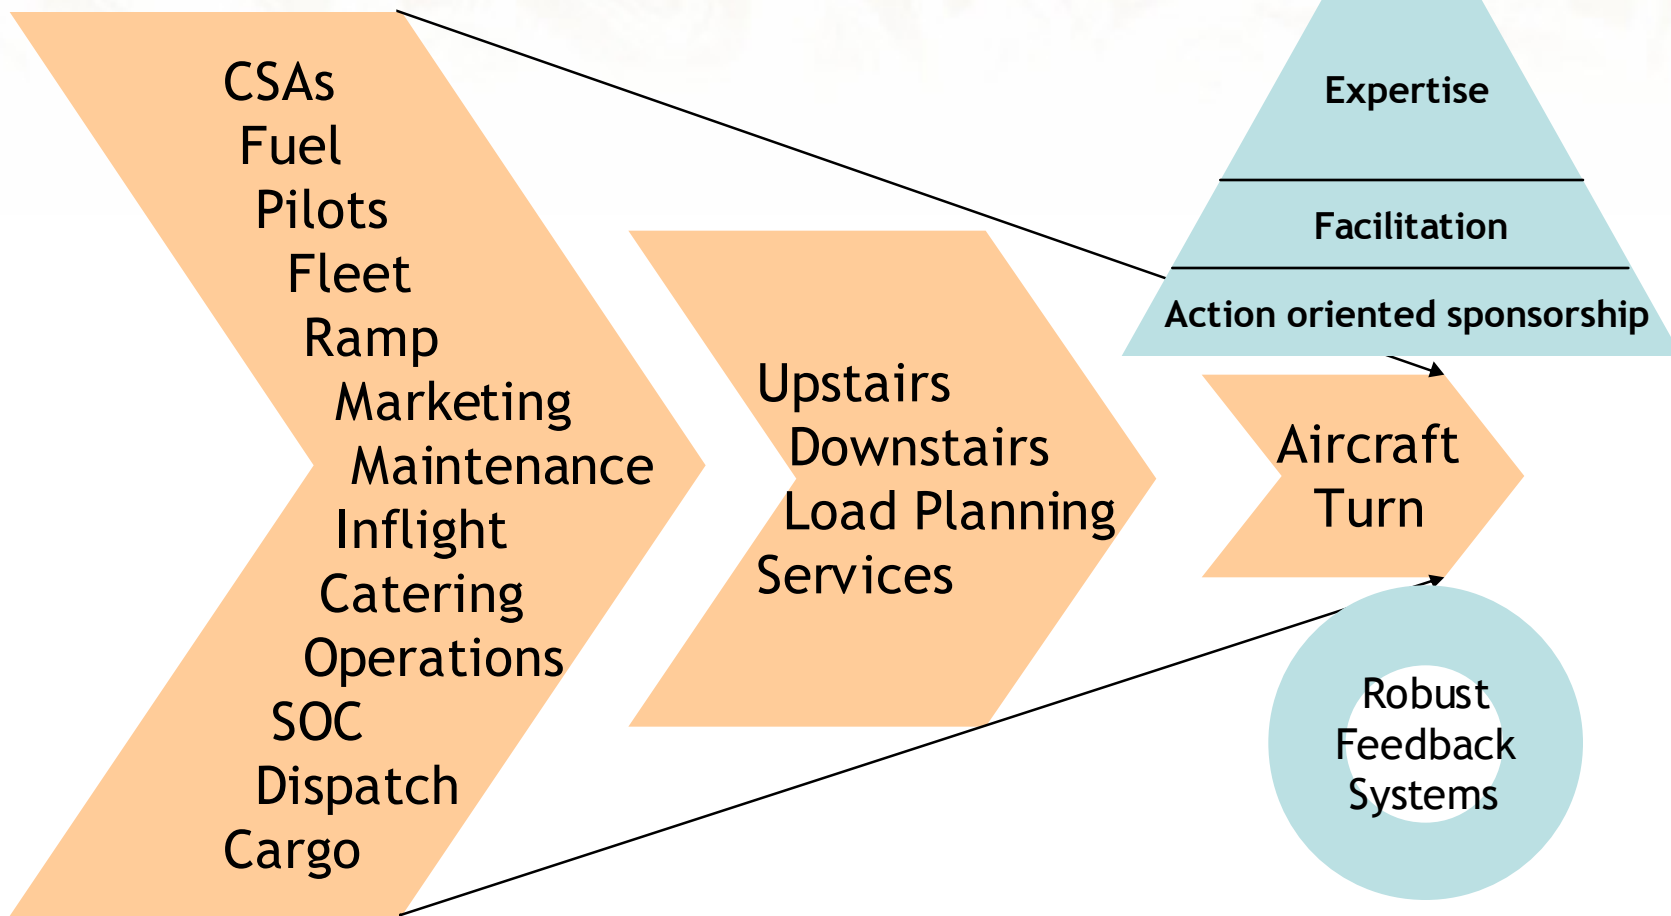 CSAs
Fuel
Pilots
Fleet
Ramp
Marketing
Maintenance
Inflight
Catering
Operations
SOC
Dispatch
Cargo
Upstairs
Downstairs
Load Planning
Services
Expertise
Facilitation
Action oriented sponsorship
Aircraft
Turn
Robust
Feedback
Systems